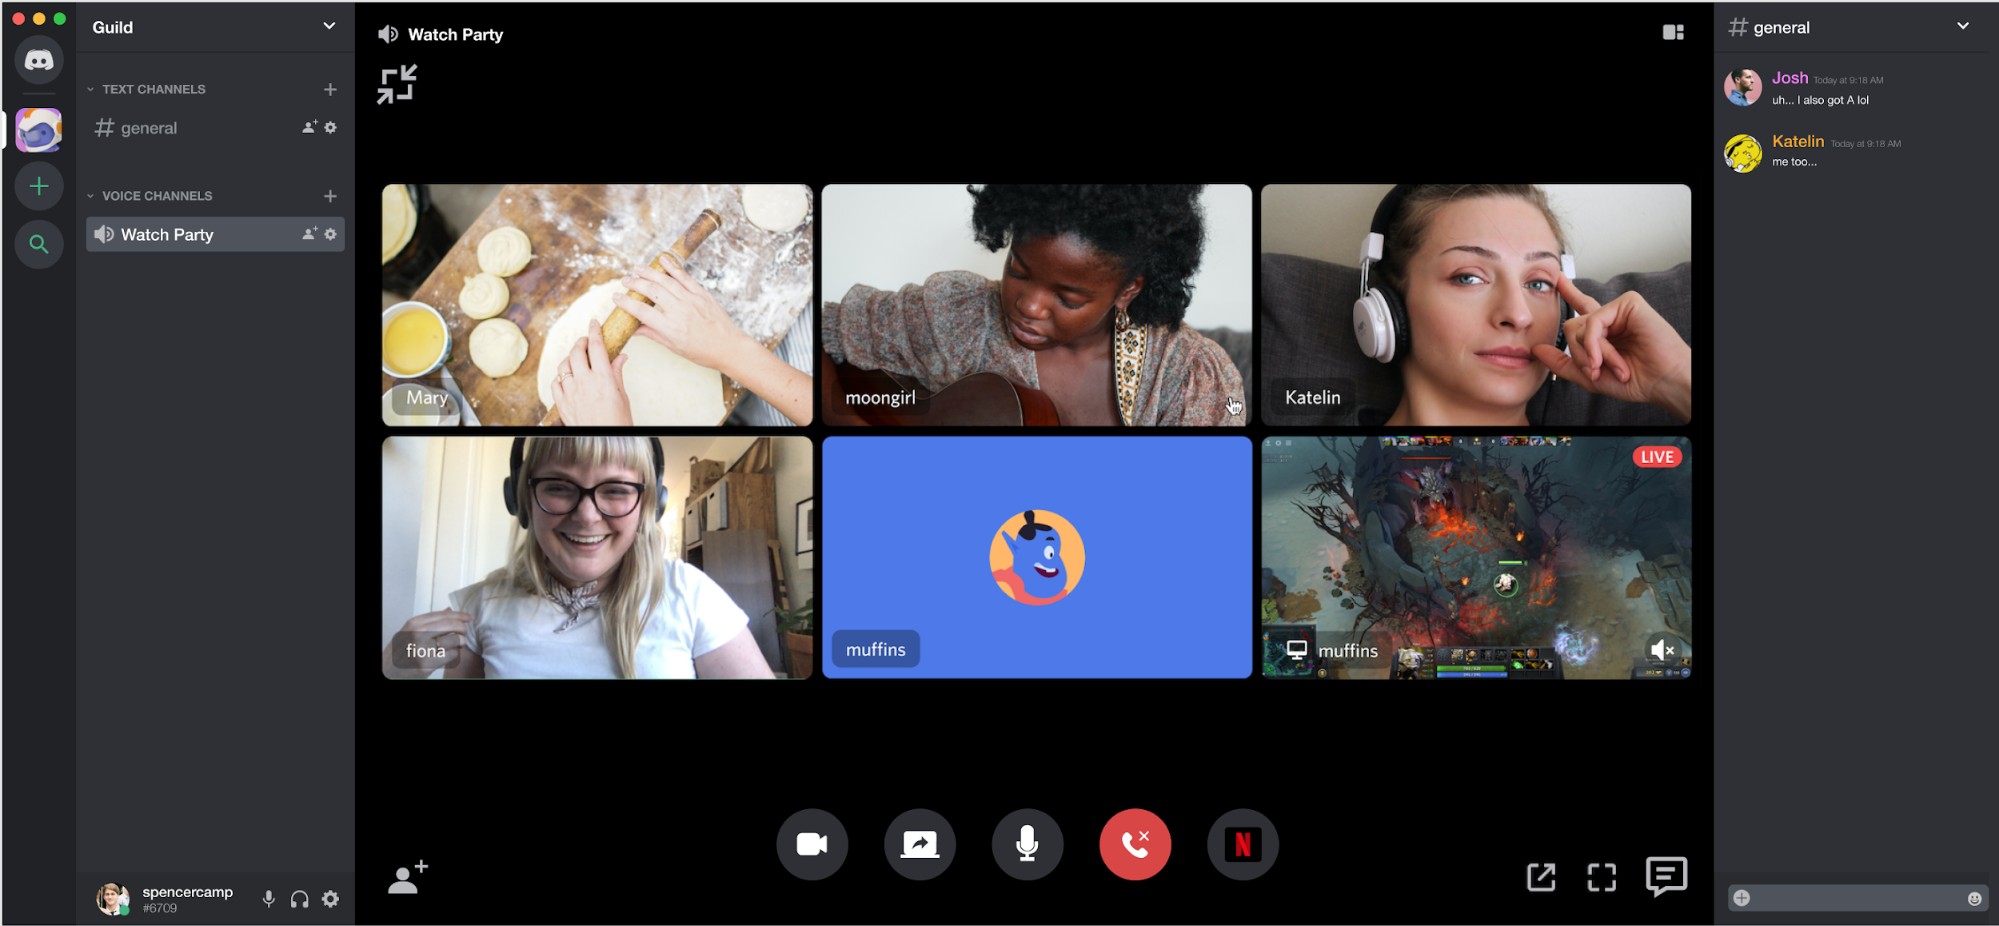 Guild
TEXT CHANNELS
general
VOICE CHANNELS
Watch Party
spencercamp
#6709
Watch Party
Mary
moongirl
Katelin
fiona
muffins
LIVE
muffins
N
general
Josh Today at 9:18 AM
uh... I also got A lol
Katelin Today at 9:18 AM
me too...